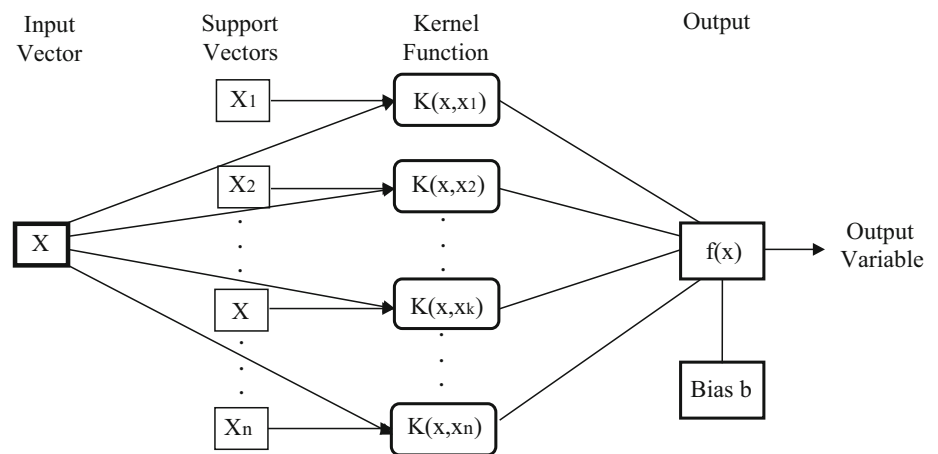 Input
Vector
Support
Vectors
Kernel
Function
Output
X1
K(x,x1)
X2
K(x,x2)
X
f(x)
Output
Variable
X
K(x,xk)
Bias b
Xn
K(x,xn)